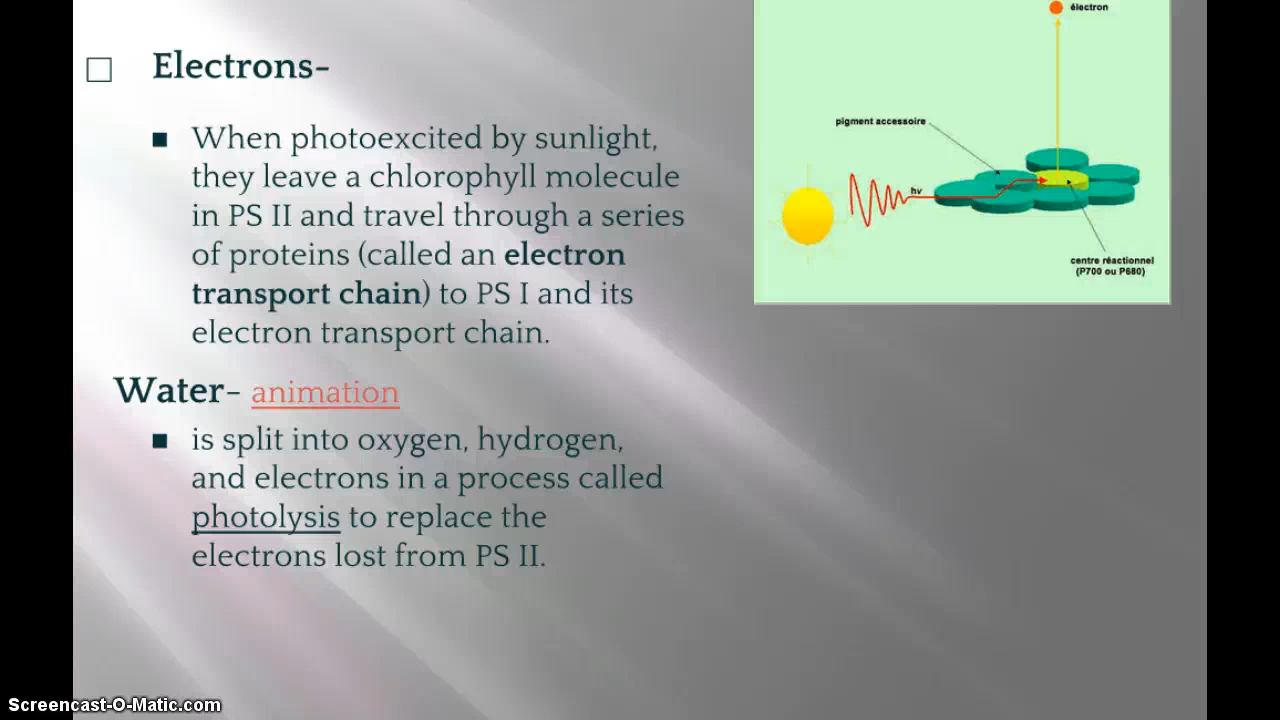 Electrons-
When photoexcited by sunlight,
they leave a chlorophyll molecule
in PS II and travel through a series
of proteins (called an electron
transport chain) to PS I and its
electron transport chain.
Water- animation
is split into oxygen, hydrogen,
and electrons in a process called
photolysis to replace the
electrons lost from PS II.
électron
pigment accessoire
hv
centre réactionnel
(P700 ou P680)
Screencast-O-Matic.com